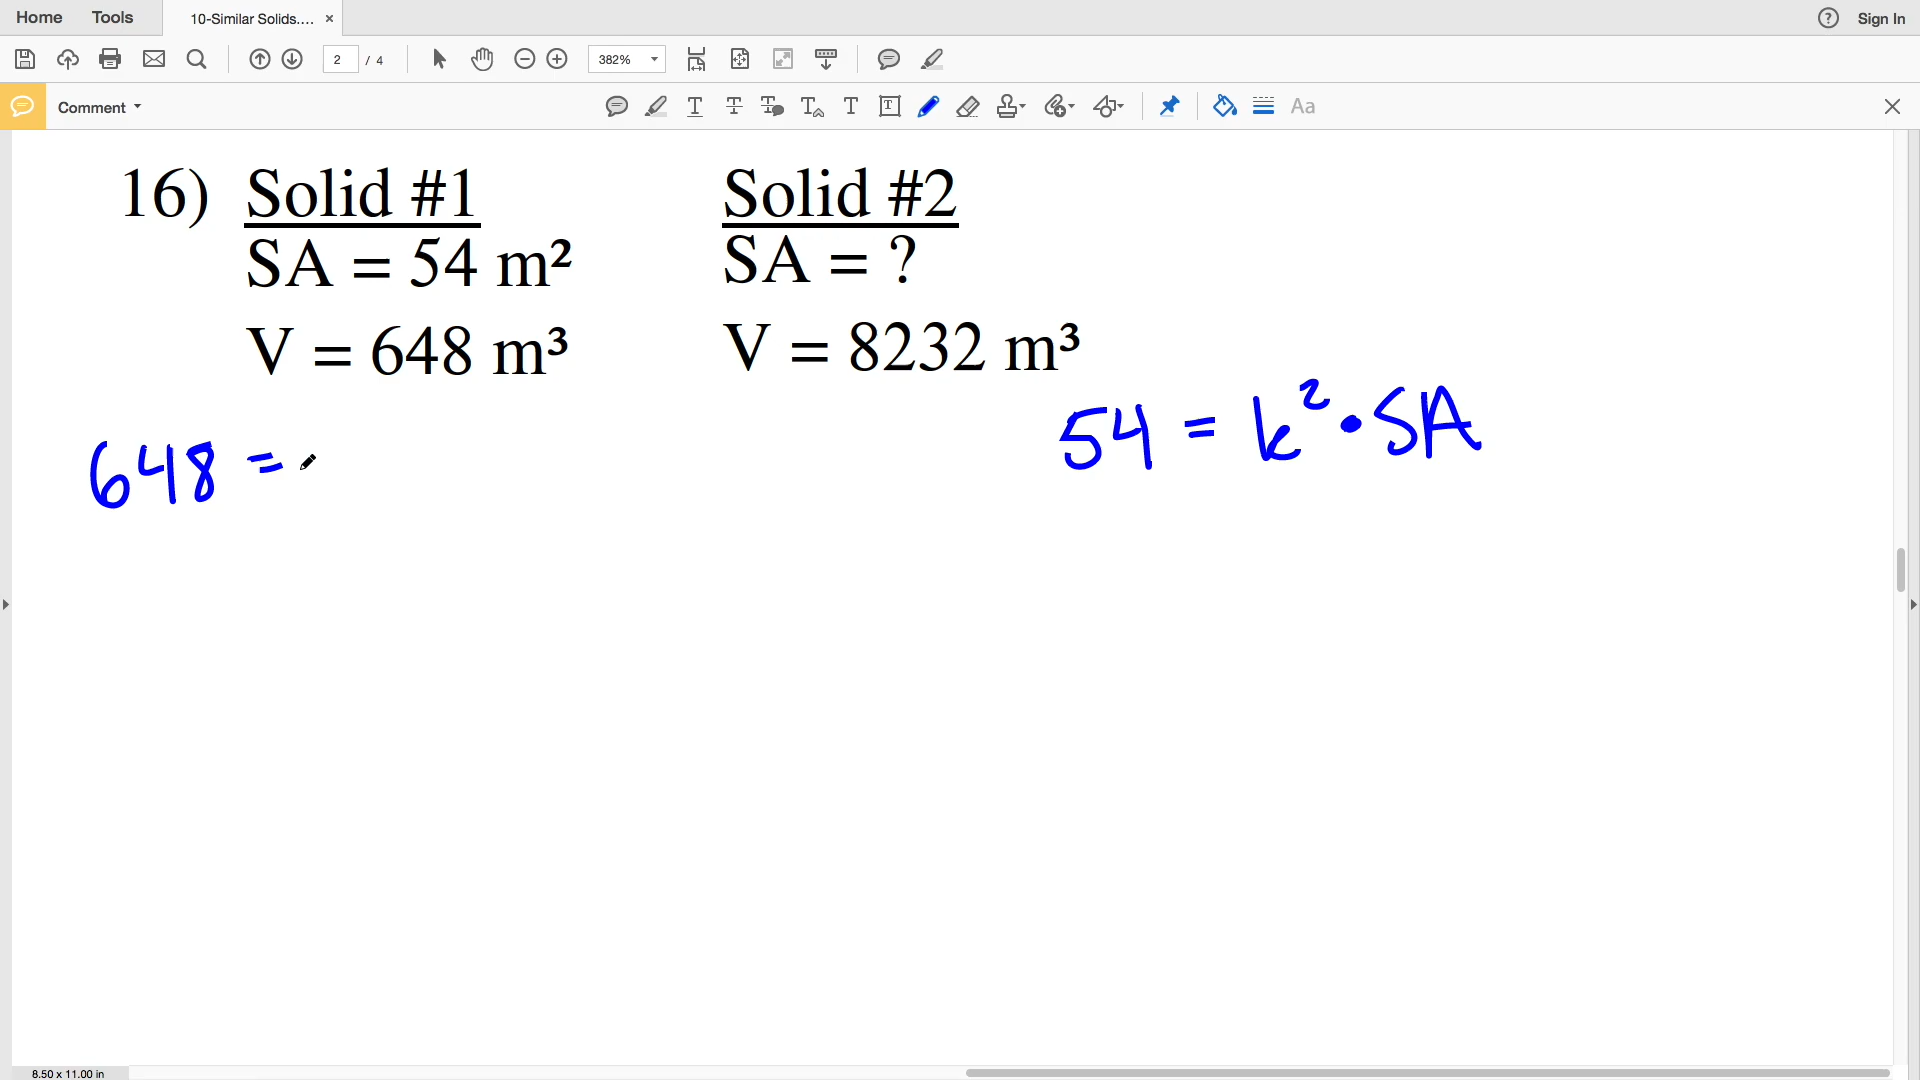 Home Tools 10-Similar Solids.... × ? Sign In
2 / 4 382%
Comment T T T T T T Aa
16) Solid #1 Solid #2
SA = 54 m² SA = ?
V = 648 m³ V = 8232 m³
54 = k² • SA
648 =
8.50 x 11.00 in